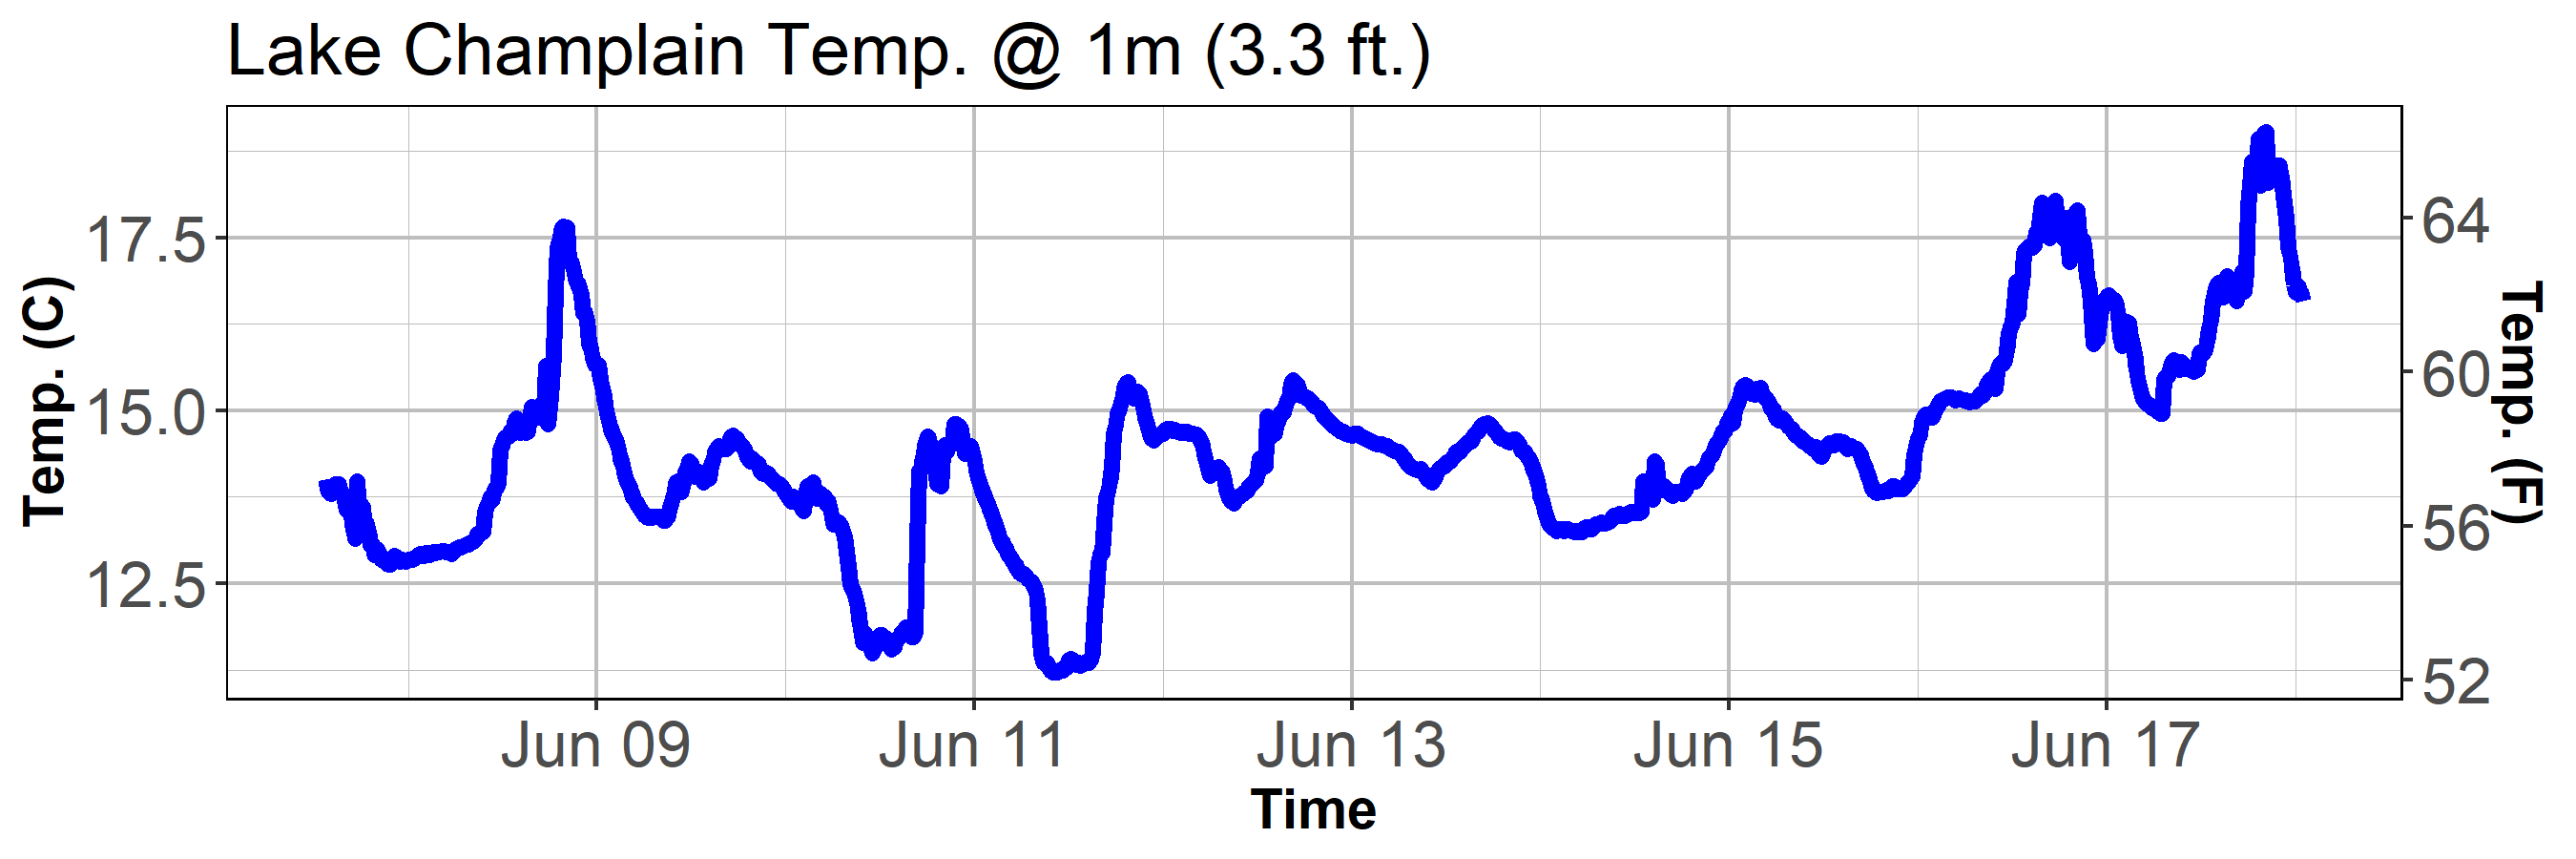 Lake Champlain Temp. @ 1m (3.3 ft.)
Temp. (C)
17.5
15.0
12.5
64
60
56
52
Temp. (F)
Jun 09 Jun 11 Jun 13 Jun 15 Jun 17
Time